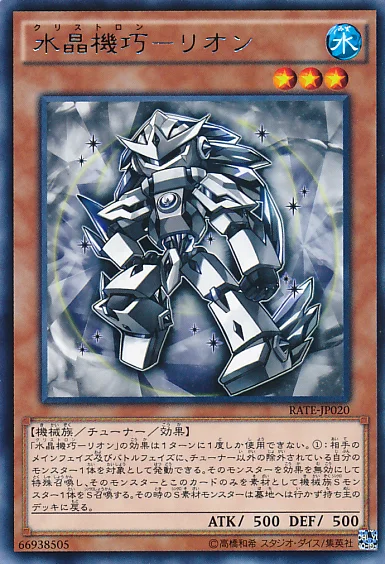 クリストロン
水晶機巧－リオン
水
RATE-JP020
【機械族／チューナー／効果】
「水晶機巧－リオン」の効果は１ターンに１度しか使用できない。①：相手の
メインフェイズ及びバトルフェイズに、チューナー以外の除外されている自分の
モンスター１体を対象として発動できる。そのモンスターを効果を無効にして
特殊召喚し、そのモンスターとこのカードのみを素材として機械族Ｓモン
スター１体をＳ召喚する。その時のＳ素材モンスターは墓地へは行かず持ち主の
デッキに戻る。
ATK/ 500 DEF/ 500
66938505
©高橋和希 スタジオ・ダイス/集英社